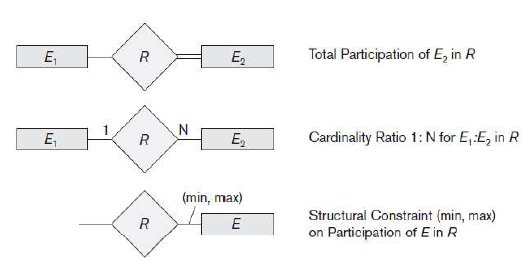 E₁ R E₂ Total Participation of E₂ in R
E₁ 1 R N E₂ Cardinality Ratio 1: N for E₁:E₂ in R
(min, max)
R E
Structural Constraint (min, max)
on Participation of E in R